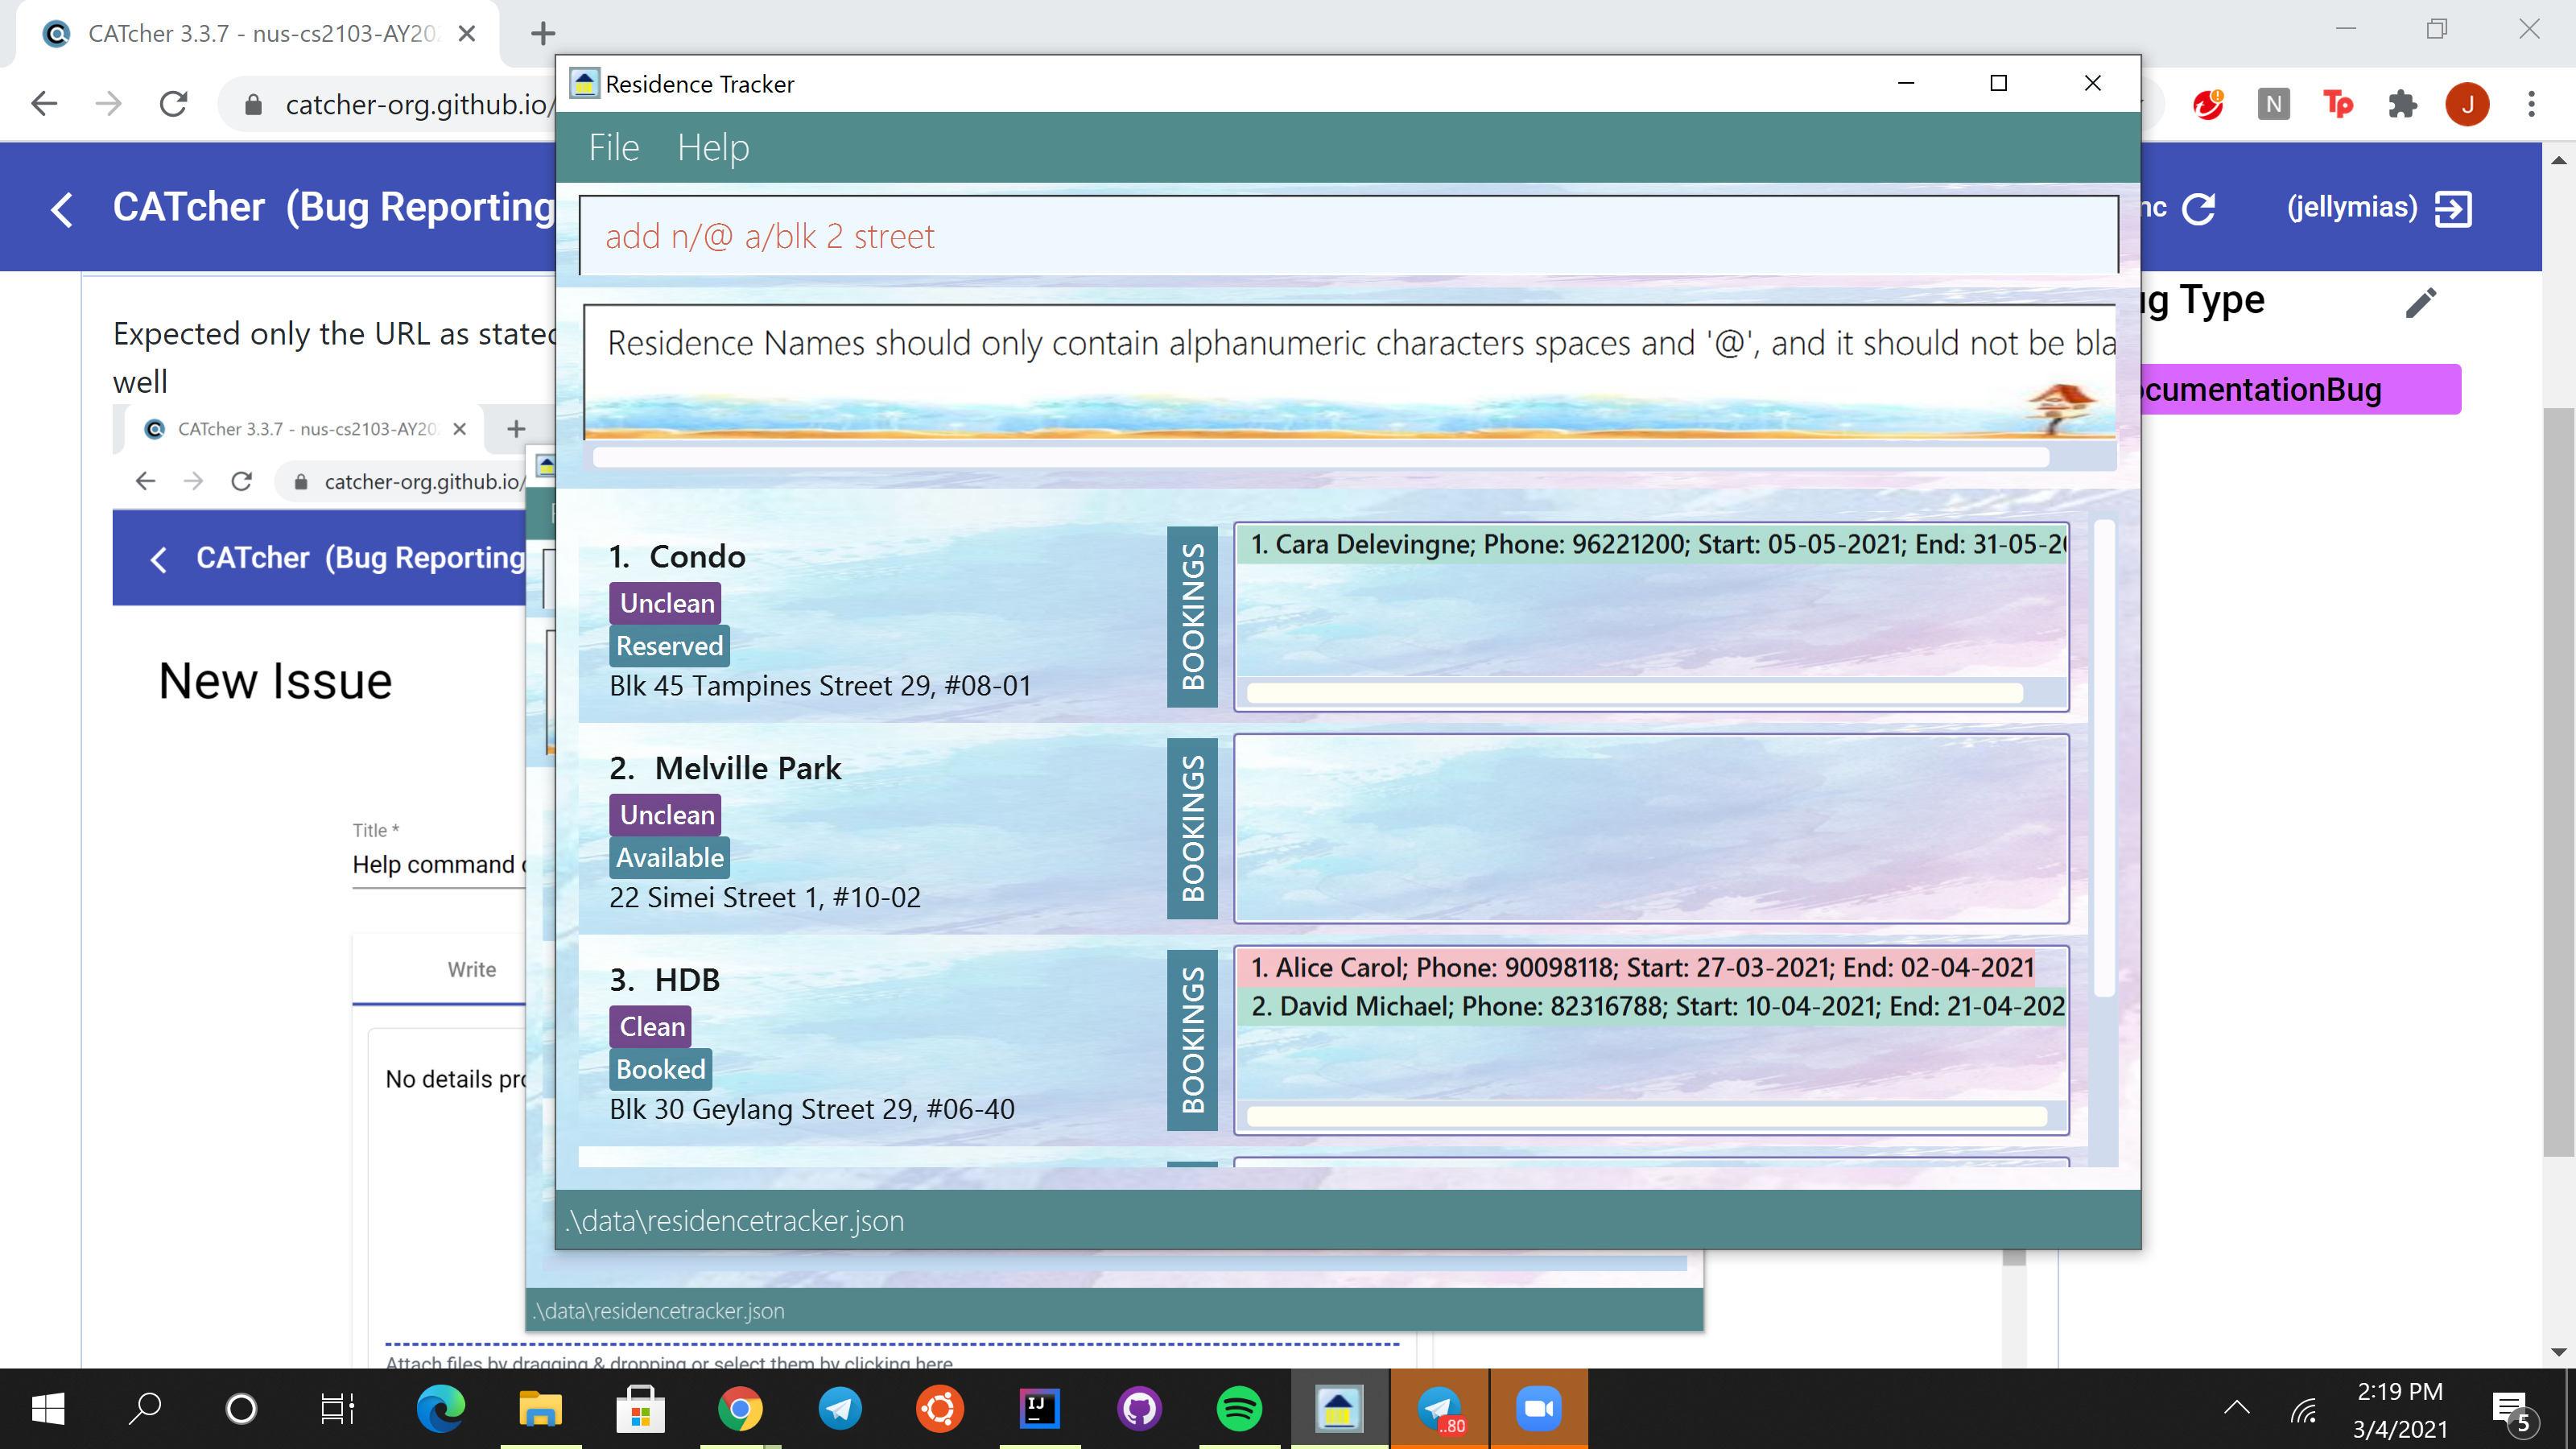 CATcher 3.3.7 - nus-cs2103-AY20
catcher-org.github.io/
N
Tp
J
CATcher (Bug Reporting
nc
(jellymias)
Expected only the URL as stated
well
ug Type
ocumentationBug
CATcher 3.3.7 - nus-cs2103-AY20
catcher-org.github.io/
CATcher (Bug Reporting
New Issue
Title *
Help command
Write
No details pro
Attach files by dragging & dropping or select them by clicking here
Residence Tracker
File Help
add n/@ a/blk 2 street
Residence Names should only contain alphanumeric characters spaces and '@', and it should not be bla
1. Condo
Unclean
Reserved
Blk 45 Tampines Street 29, #08-01
BOOKINGS
1. Cara Delevingne; Phone: 96221200; Start: 05-05-2021; End: 31-05-20
2. Melville Park
Unclean
Available
22 Simei Street 1, #10-02
BOOKINGS
3. HDB
Clean
Booked
Blk 30 Geylang Street 29, #06-40
BOOKINGS
1. Alice Carol; Phone: 90098118; Start: 27-03-2021; End: 02-04-2021
2. David Michael; Phone: 82316788; Start: 10-04-2021; End: 21-04-202
.\data\residencetracker.json
.\data\residencetracker.json
IJ
..80
2:19 PM
3/4/2021
5